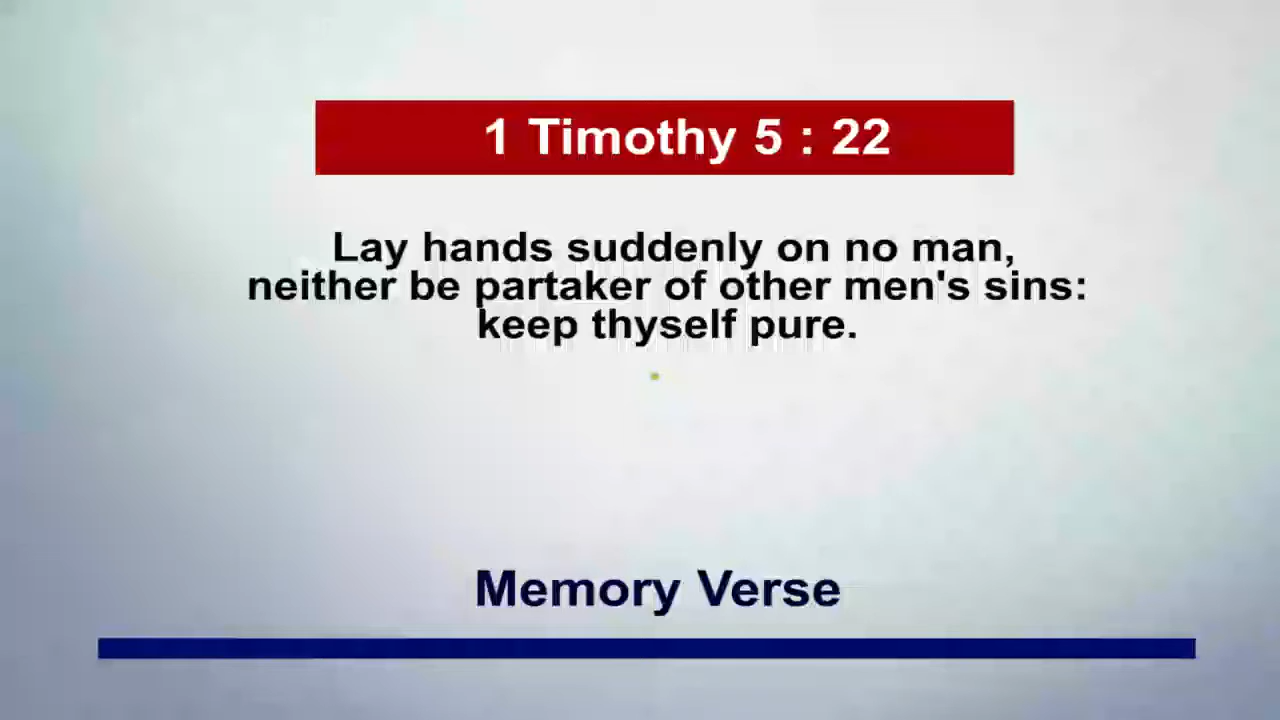 1 Timothy 5 : 22
Lay hands suddenly on no man,
neither be partaker of other men's sins:
keep thyself pure.
Memory Verse